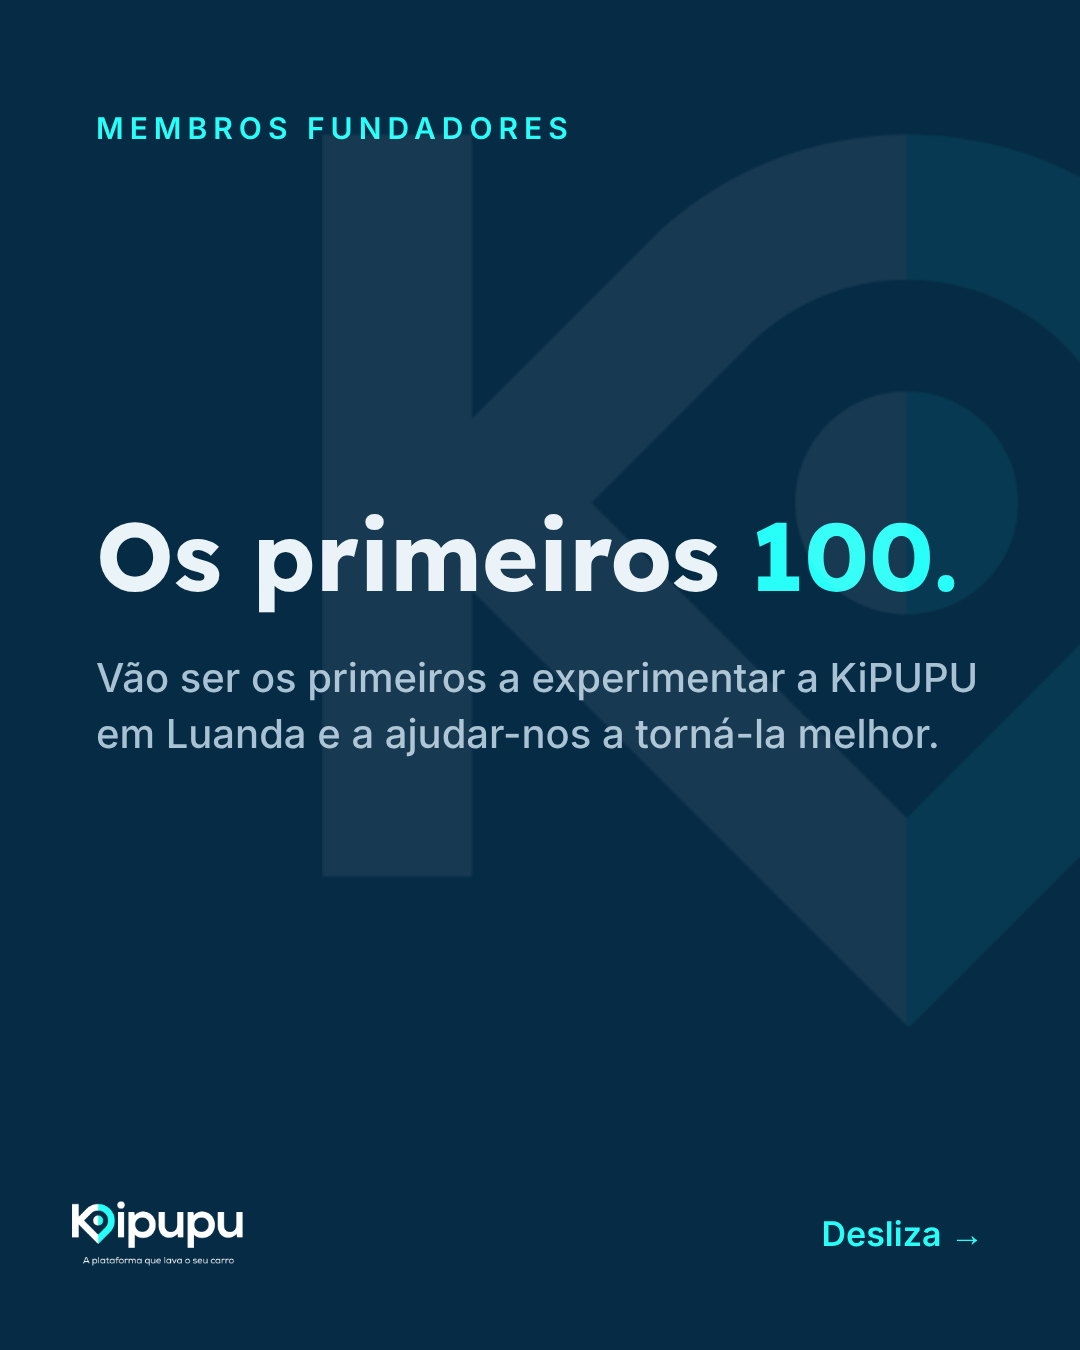 MEMBROS FUNDADORES
Os primeiros 100.
Vão ser os primeiros a experimentar a KiPUPU
em Luanda e a ajudar-nos a torná-la melhor.
Kipupu
A plataforma que lava o seu carro
Desliza →